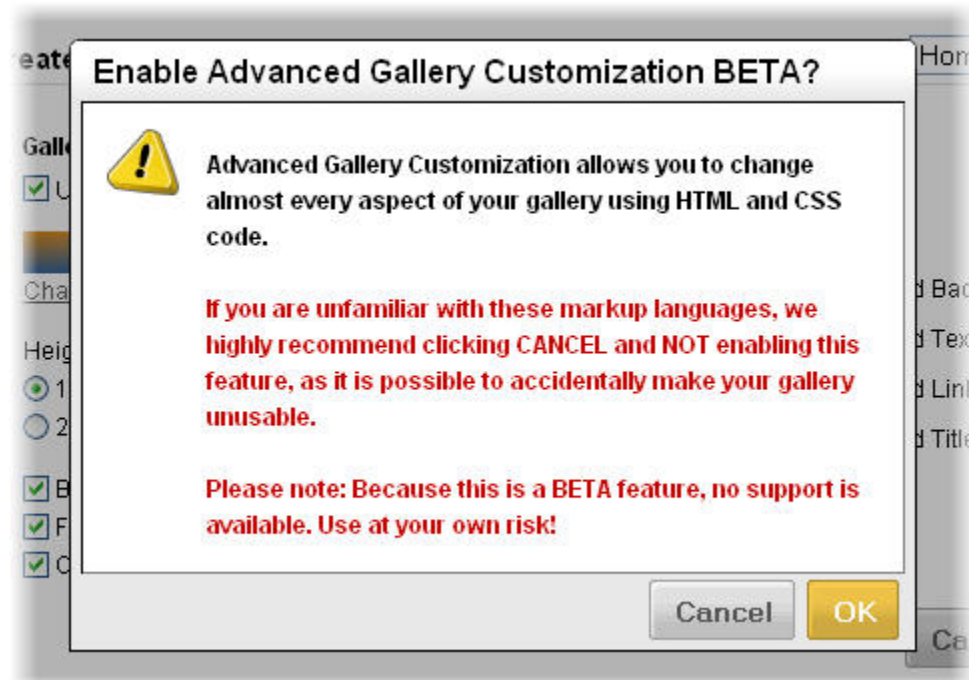 Enable Advanced Gallery Customization BETA?
Advanced Gallery Customization allows you to change
almost every aspect of your gallery using HTML and CSS
code.
If you are unfamiliar with these markup languages, we
highly recommend clicking CANCEL and NOT enabling this
feature, as it is possible to accidentally make your gallery
unusable.
Please note: Because this is a BETA feature, no support is
available. Use at your own risk!
Cancel OK